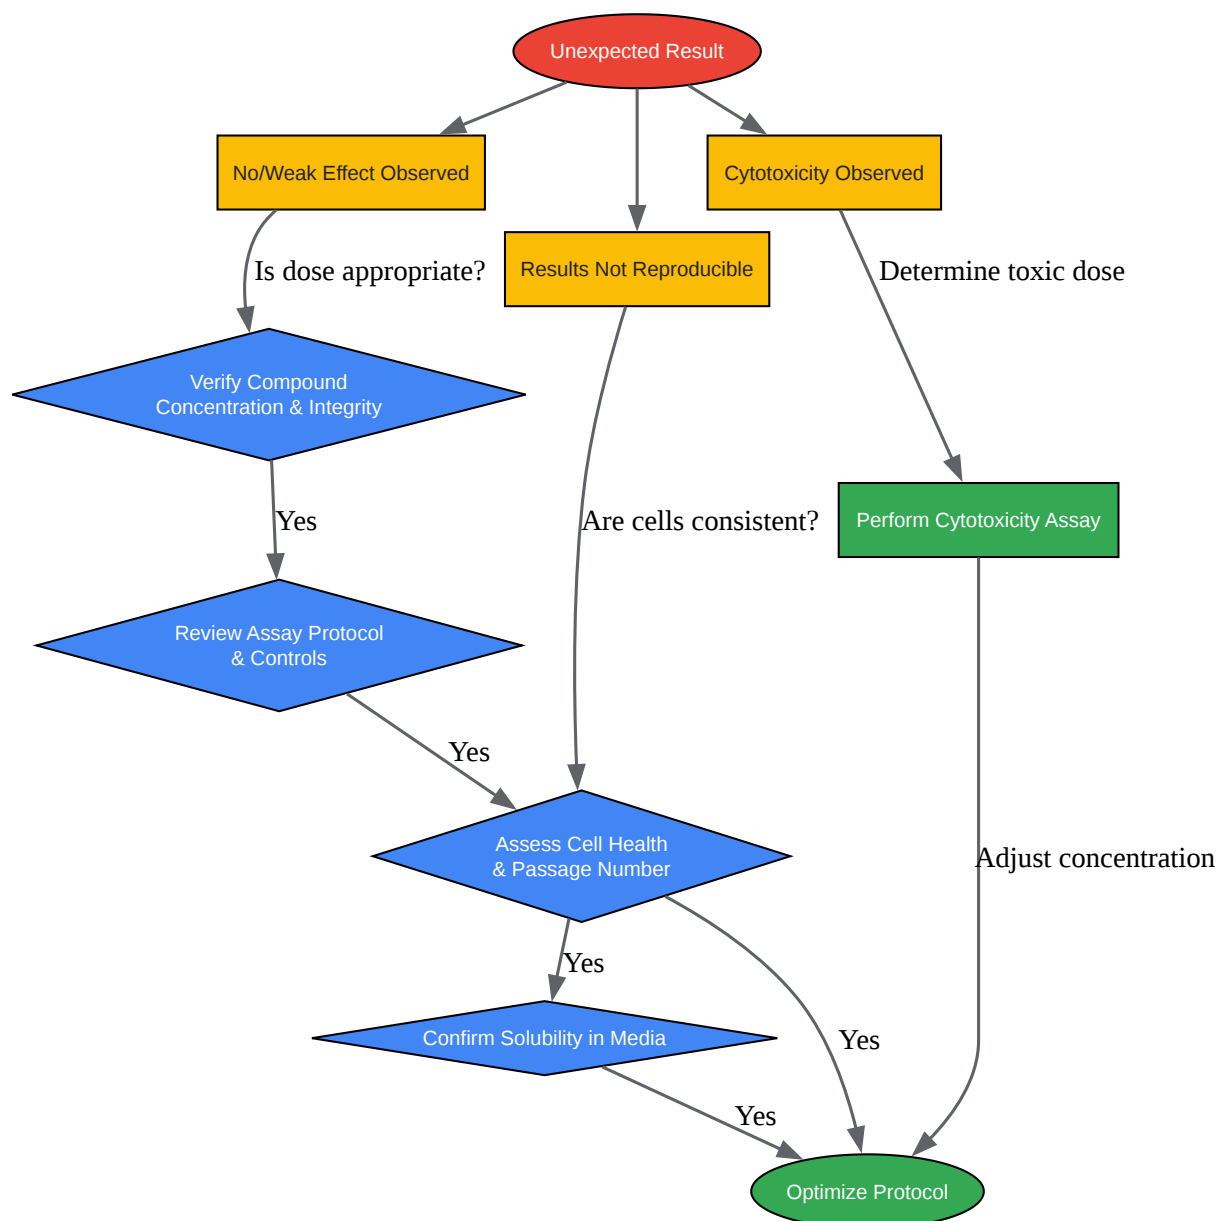 Unexpected Result
No/Weak Effect Observed
Cytotoxicity Observed
Results Not Reproducible
Is dose appropriate?
Determine toxic dose
Verify Compound
Concentration & Integrity
Yes
Are cells consistent?
Perform Cytotoxicity Assay
Review Assay Protocol
& Controls
Yes
Assess Cell Health
& Passage Number
Adjust concentration
Yes
Confirm Solubility in Media
Yes
Yes
Optimize Protocol